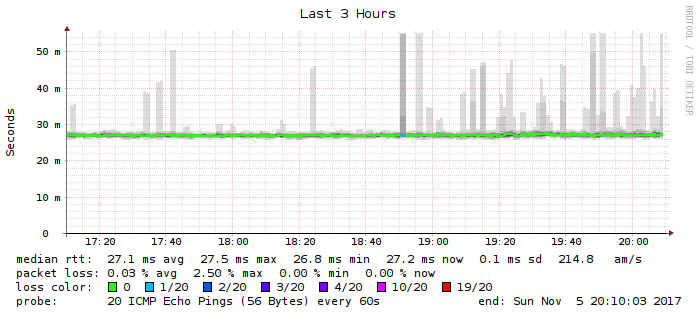 Last 3 Hours
RRDTOOL / TOBI OETIKER
Seconds
50 m
40 m
30 m
20 m
10 m
0
17:20 17:40 18:00 18:20 18:40 19:00 19:20 19:40 20:00
median rtt: 27.1 ms avg 27.5 ms max 26.8 ms min 27.2 ms now 0.1 ms sd 214.8 am/s
packet loss: 0.03 % avg 2.50 % max 0.00 % min 0.00 % now
loss color: 0 1/20 2/20 3/20 4/20 10/20 19/20
probe: 20 ICMP Echo Pings (56 Bytes) every 60s end: Sun Nov 5 20:10:03 2017